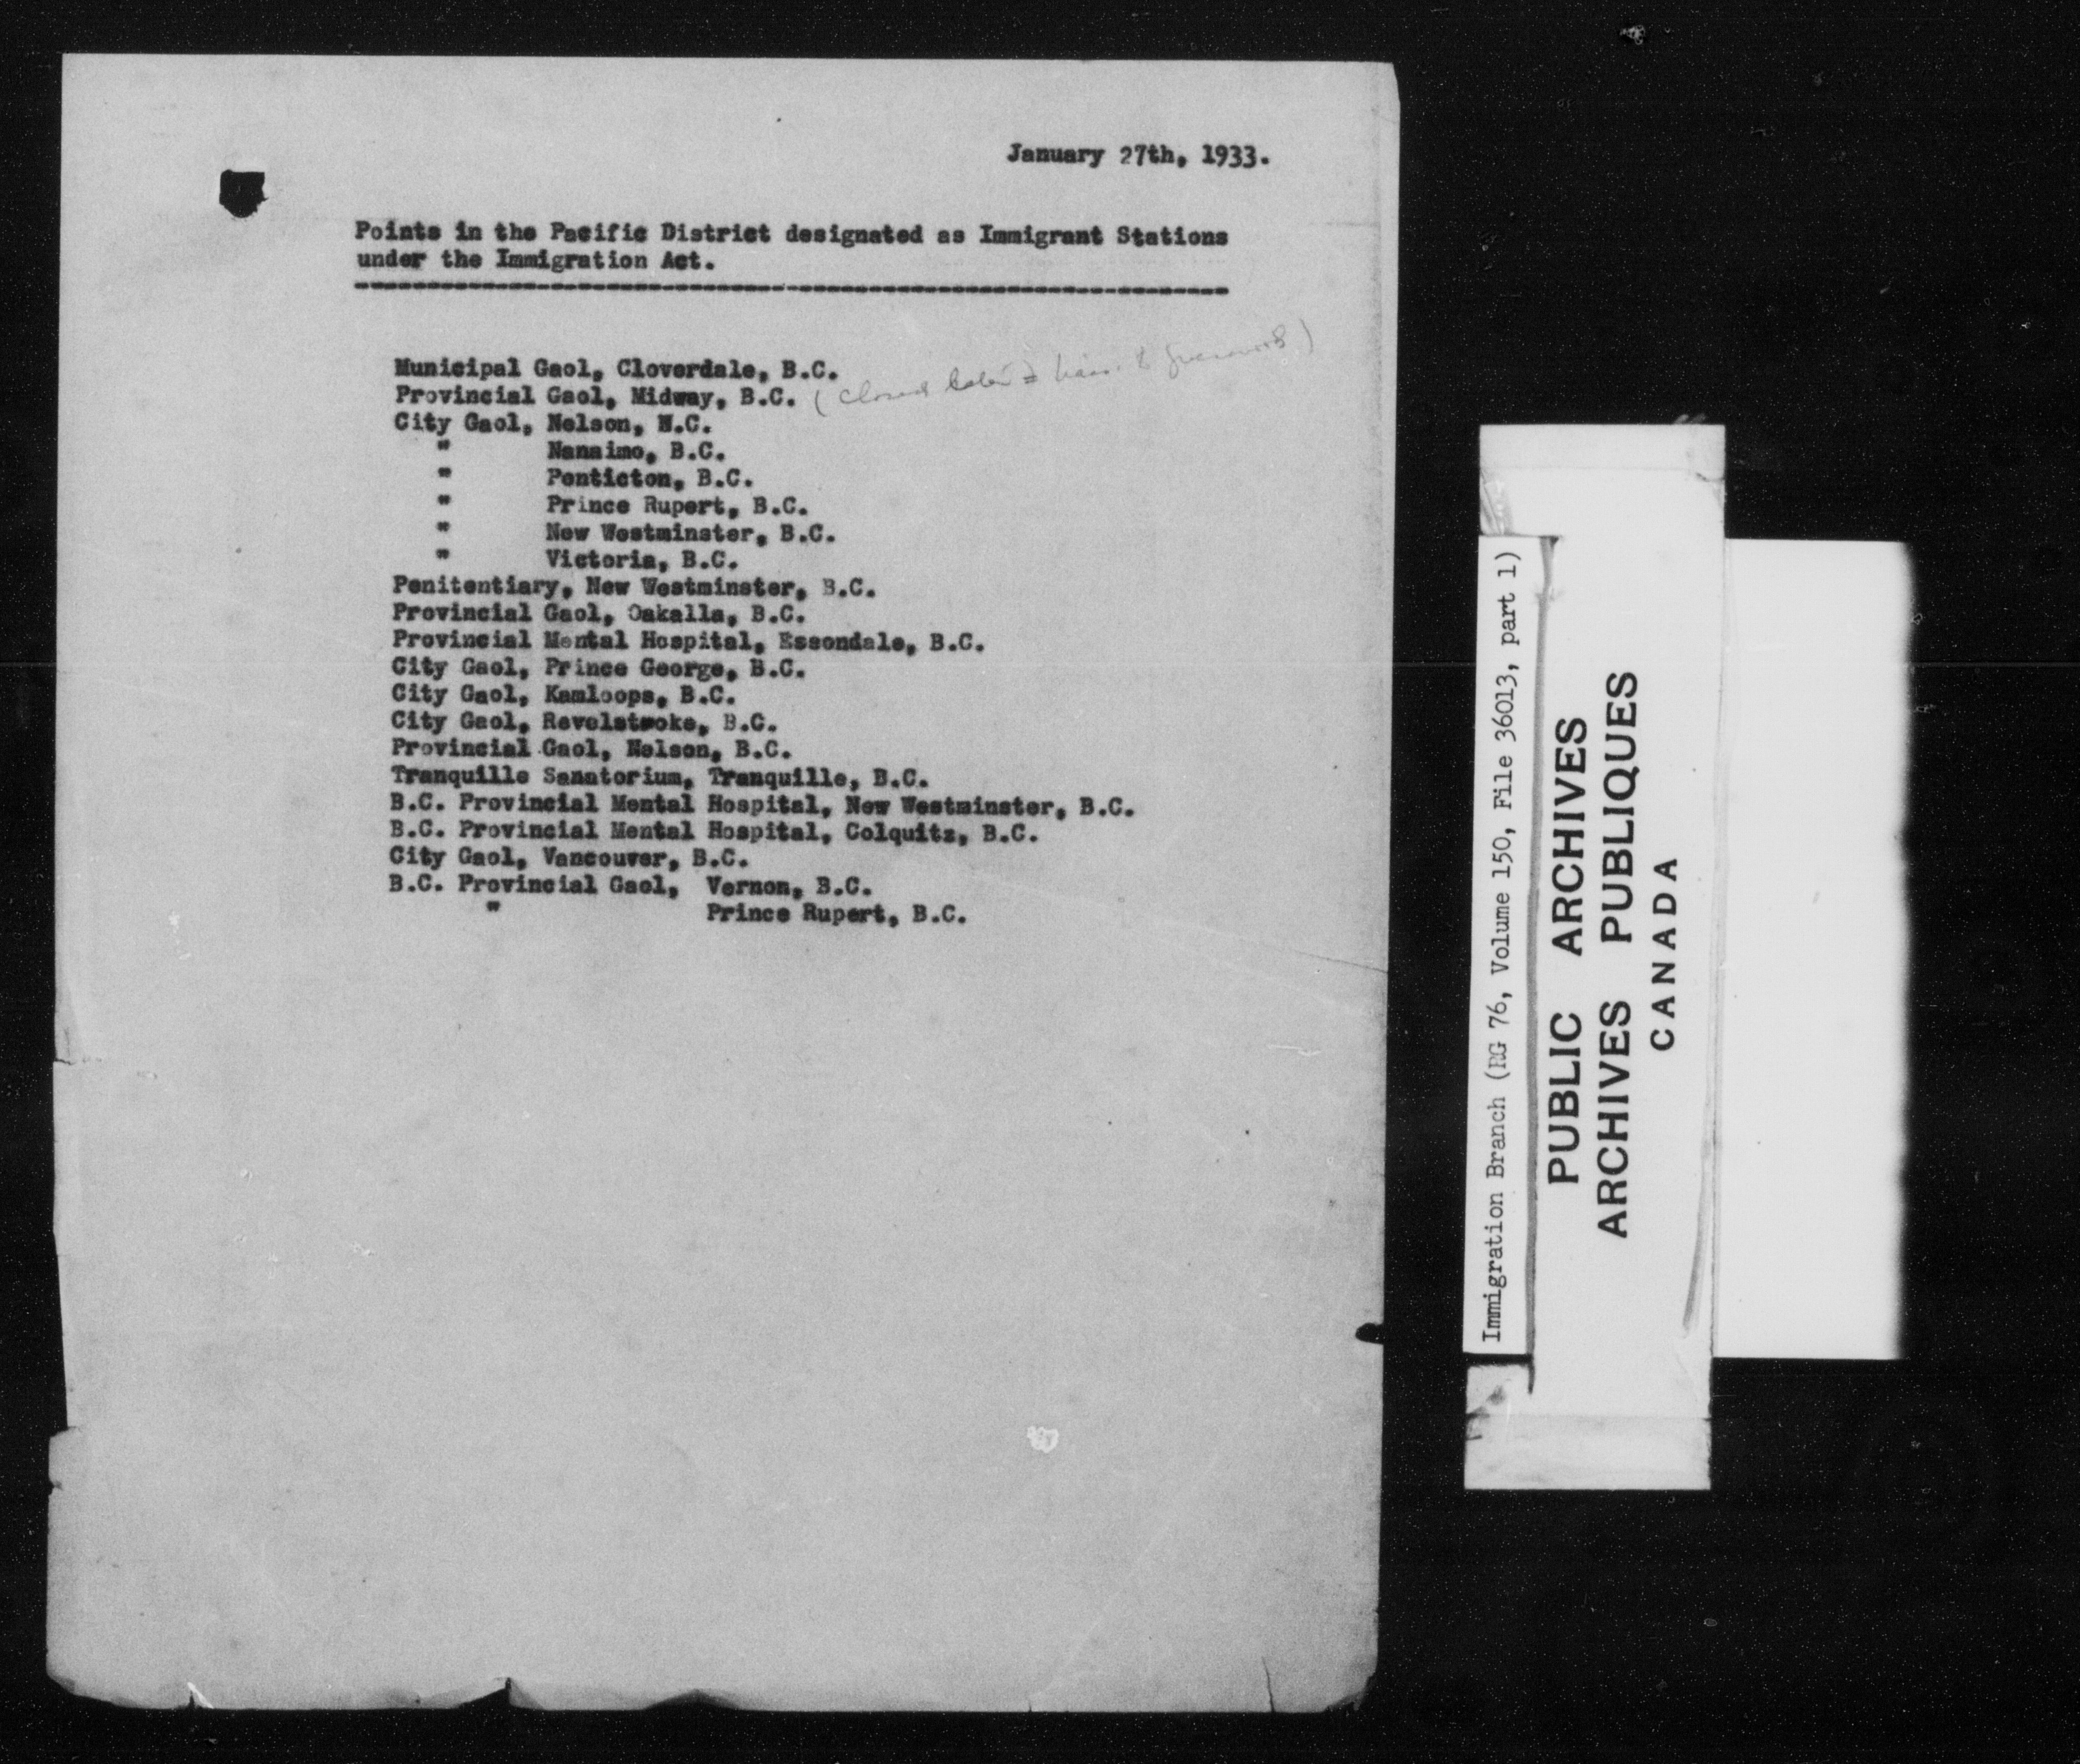 January 27th, 1933.
Points in the Pacific District designated as Immigrant Stations
under the Immigration Act.
Municipal Gaol, Cloverdale, B.C.
Provincial Gaol, Midway, B.C. (closed
City Gaol, Nelson, N.C.
" Nanaimo, B.C.
" Penticton, B.C.
" Prince Rupert, B.C.
" New Westminster, B.C.
" Victoria, B.C.
Penitentiary, New Westminster, B.C.
Provincial Gaol, Oakalla, B.C.
Provincial Mental Hospital, Essondale, B.C.
City Gaol, Prince George, B.C.
City Gaol, Kamloops, B.C.
City Gaol, Revelstroke, B.C.
Provincial Gaol, Nelson, B.C.
Tranquille Sanatorium, Tranquille, B.C.
B.C. Provincial Mental Hospital, New Westminster, B.C.
B.C. Provincial Mental Hospital, Colquitz, B.C.
City Gaol, Vancouver, B.C.
B.C. Provincial Gaol, Vernon, B.C.
" Prince Rupert, B.C.
Immigration Branch (RG 76, Volume 150, File 36013, part 1)
PUBLIC ARCHIVES
ARCHIVES PUBLIQUES
CANADA